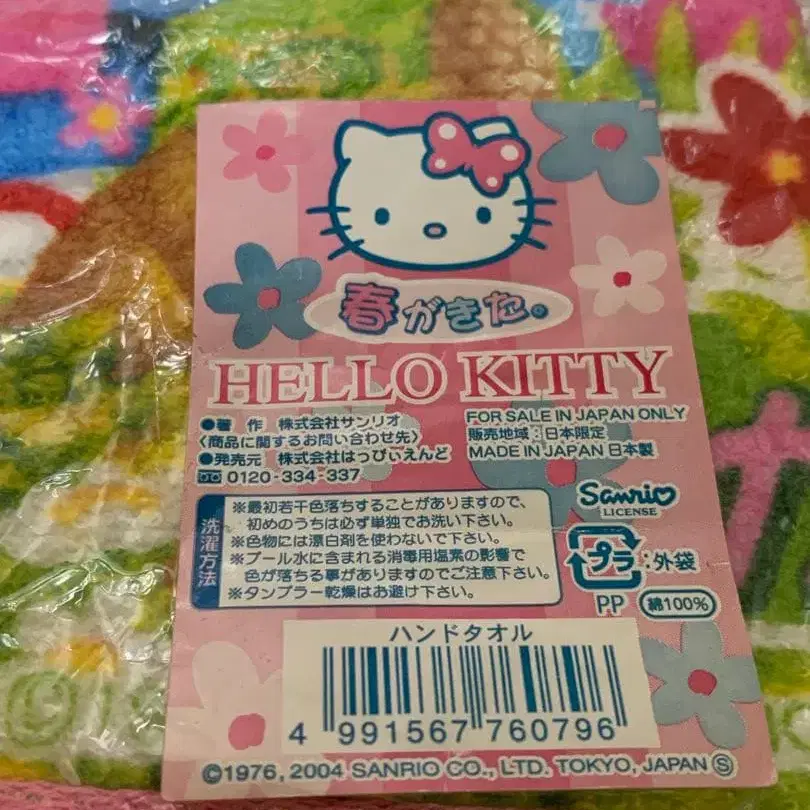 春がきた。
HELLO KITTY
●著 作 株式会社サンリオ
〈商品に関するお問い合わせ先〉
●発売元 株式会社はっぴぃえんど
0120-334-337
FOR SALE IN JAPAN ONLY
販売地域：日本限定
MADE IN JAPAN 日本製
洗濯方法
※最初若干色落ちすることがありますので、
初めのうちは必ず単独でお洗い下さい。
※色物には漂白剤を使わないで下さい。
※プール水に含まれる消毒用塩素の影響で
色が落ちる事がありますのでご注意下さい。
※タンブラー乾燥はお避け下さい。
Sanrio
LICENSE
プラ：外袋
PP 綿100%
ハンドタオル
4 991567 760796
©1976, 2004 SANRIO CO., LTD. TOKYO, JAPAN Ⓢ